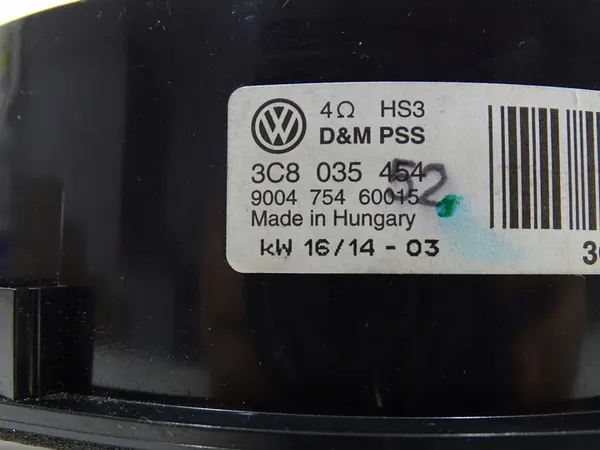 4Ω HS3
D&M PSS
3C8 035 454
52
9004 754 60015
Made in Hungary
kW 16/14 - 03